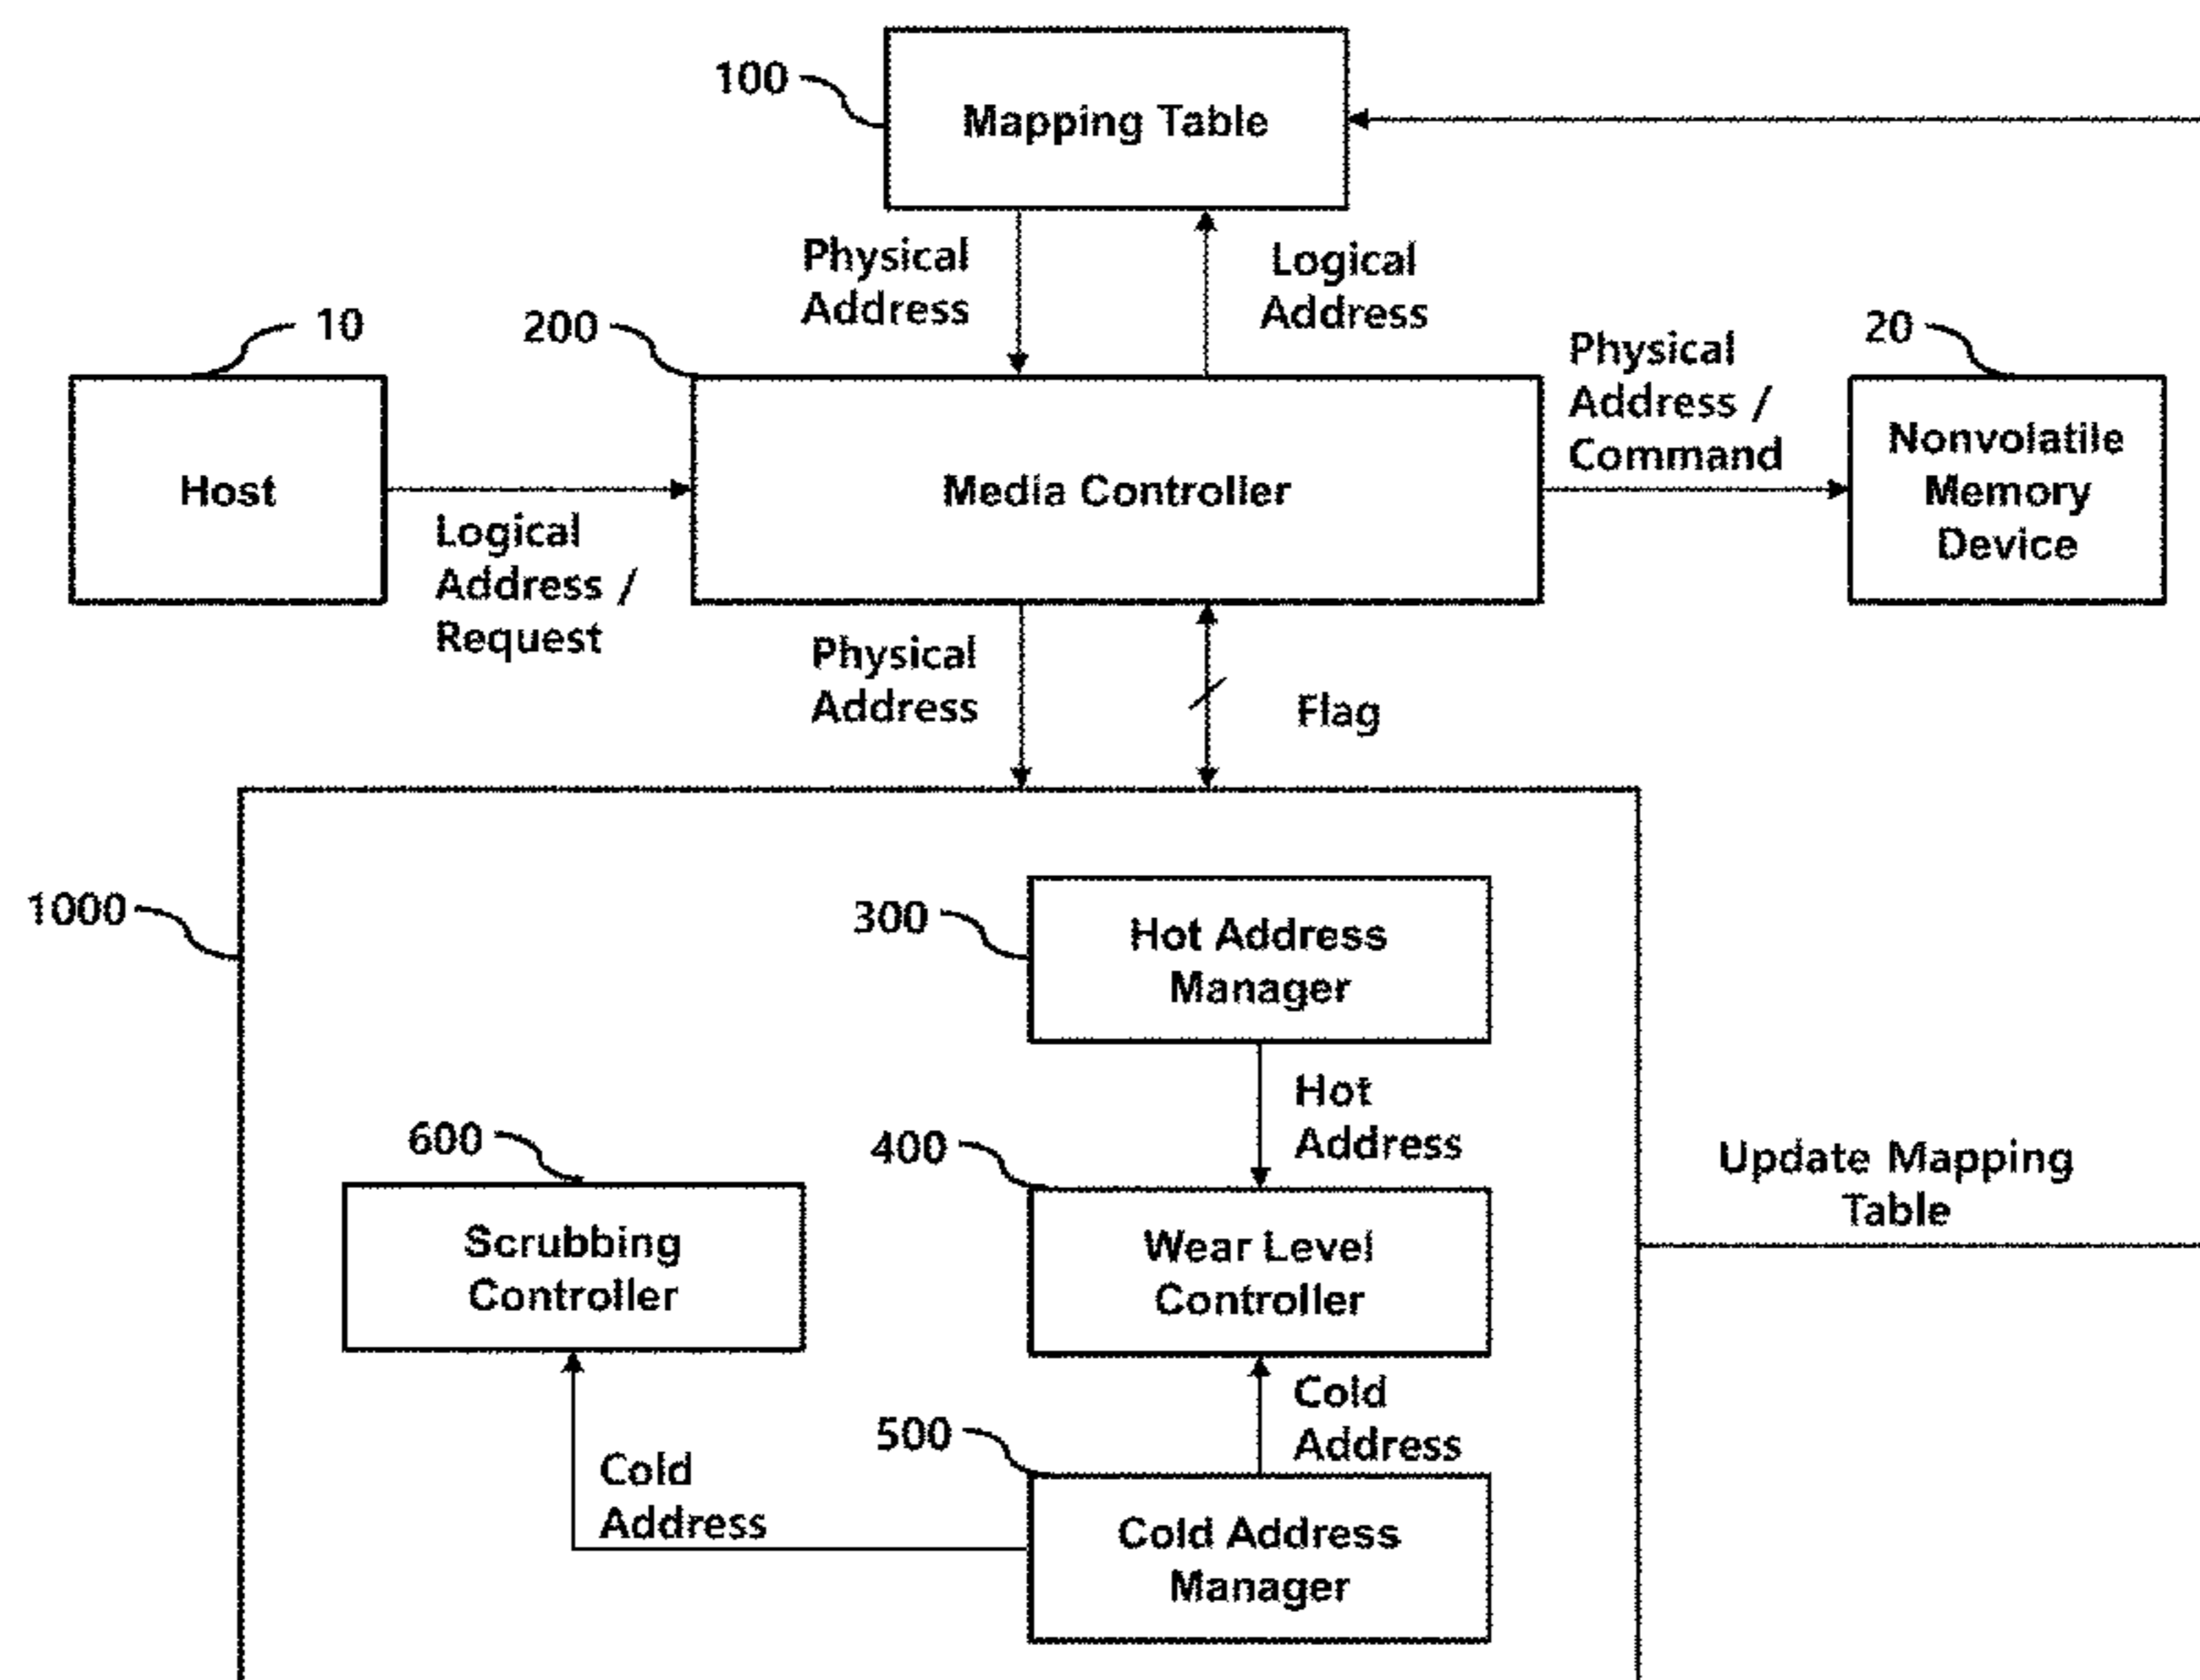 100
Mapping Table
Physical
Address
Logical
Address
10
200
Physical
Address /
Command
20
Host
Logical
Address /
Request
Media Controller
Nonvolatile
Memory
Device
Physical
Address
Flag
1000
300
Hot Address
Manager
Hot
Address
600
Scrubbing
Controller
400
Wear Level
Controller
Update Mapping
Table
Cold
Address
500
Cold
Address
Cold Address
Manager